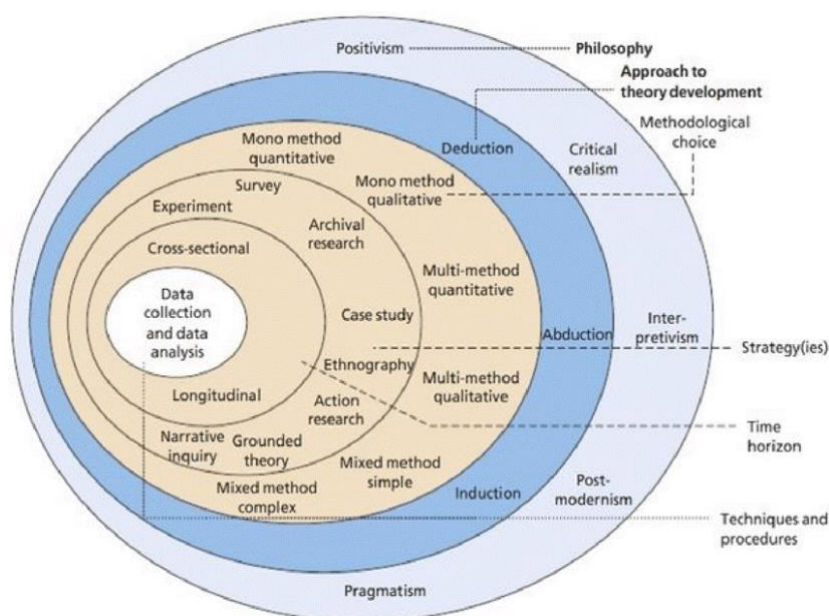 Positivism
Philosophy
Approach to
theory development
Methodological
choice
Mono method
quantitative
Deduction
Critical
realism
Survey
Mono method
qualitative
Experiment
Archival
research
Cross-sectional
Multi-method
quantitative
Data
collection
and data
analysis
Case study
Abduction
Inter-
pretivism
Strategy(ies)
Ethnography
Multi-method
qualitative
Longitudinal
Action
research
Time
horizon
Narrative
inquiry
Grounded
theory
Mixed method
simple
Mixed method
complex
Induction
Post-
modernism
Techniques and
procedures
Pragmatism